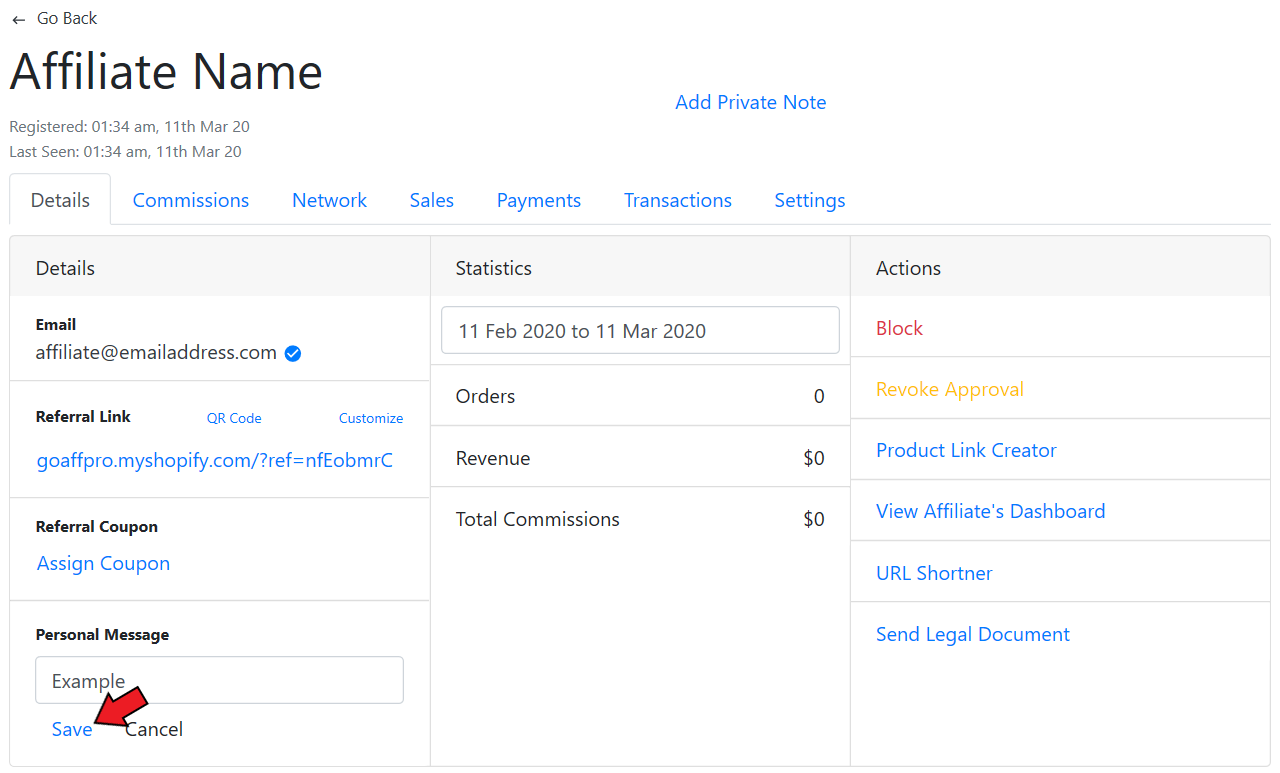 ← Go Back
Affiliate Name
Add Private Note
Registered: 01:34 am, 11th Mar 20
Last Seen: 01:34 am, 11th Mar 20
Details Commissions Network Sales Payments Transactions Settings
Details
Email
affiliate@emailaddress.com
Referral Link QR Code Customize
goaffpro.myshopify.com/?ref=nfEobmrC
Referral Coupon
Assign Coupon
Personal Message
Example
Save Cancel
Statistics
11 Feb 2020 to 11 Mar 2020
Orders 0
Revenue $0
Total Commissions $0
Actions
Block
Revoke Approval
Product Link Creator
View Affiliate's Dashboard
URL Shortner
Send Legal Document